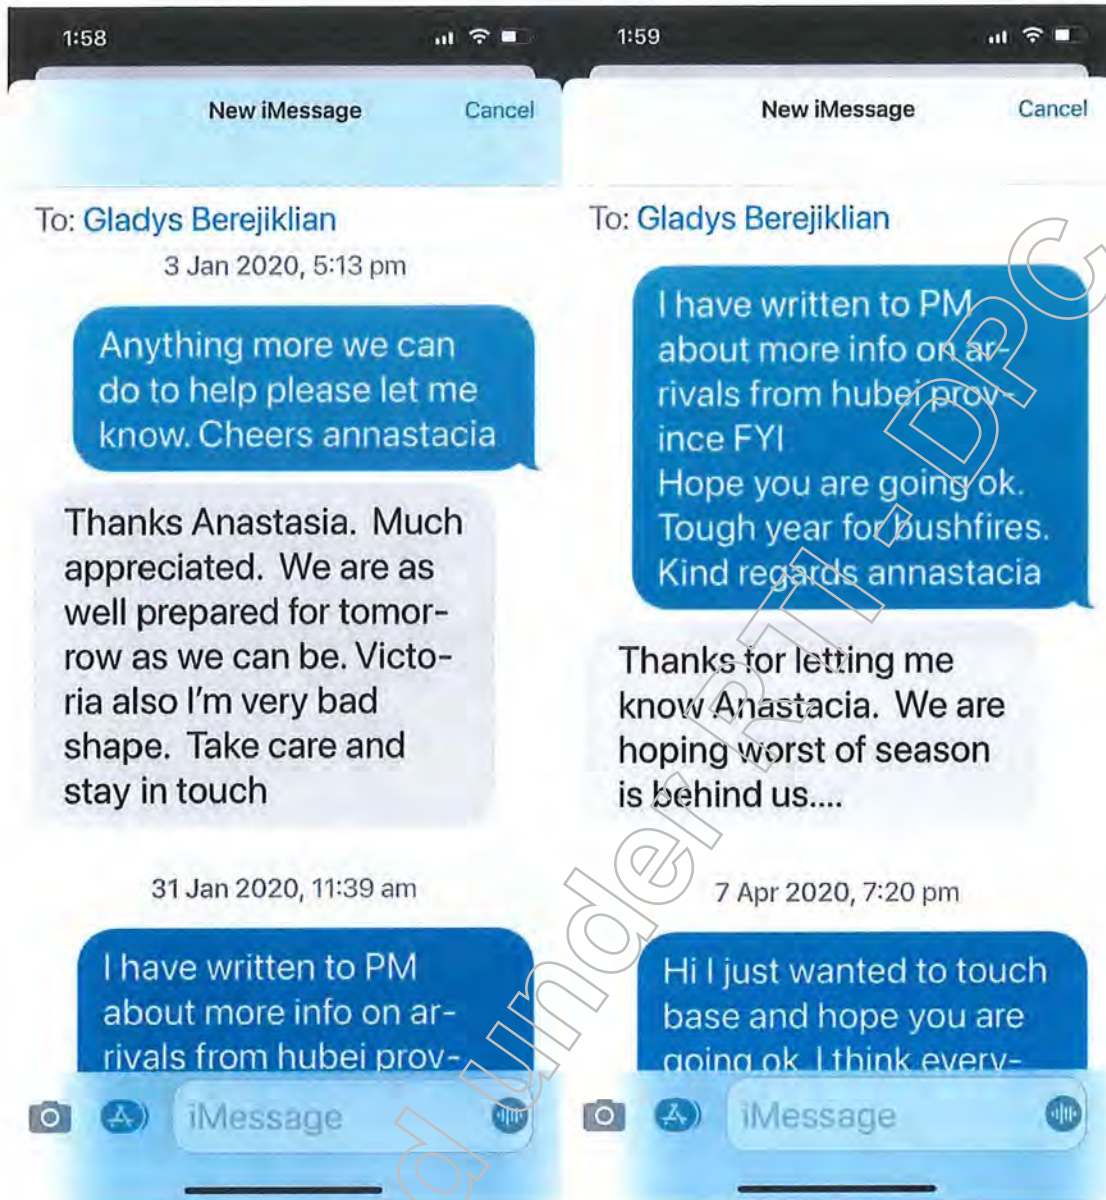 1:58
New iMessage
Cancel
To: Gladys Berejiklian
3 Jan 2020, 5:13 pm
Anything more we can
do to help please let me
know. Cheers annastacia
Thanks Anastasia.  Much
appreciated.  We are as
well prepared for tomor-
row as we can be. Victo-
ria also I'm very bad
shape.  Take care and
stay in touch
31 Jan 2020, 11:39 am
I have written to PM
about more info on ar-
rivals from hubei prov-
iMessage
1:59
New iMessage
Cancel
To: Gladys Berejiklian
I have written to PM
about more info on ar-
rivals from hubei prov-
ince FYI
Hope you are going ok.
Tough year for bushfires.
Kind regards annastacia
Thanks for letting me
know Anastacia.  We are
hoping worst of season
is behind us....
7 Apr 2020, 7:20 pm
Hi I just wanted to touch
base and hope you are
going ok. I think every-
iMessage
d under RTI - DPC